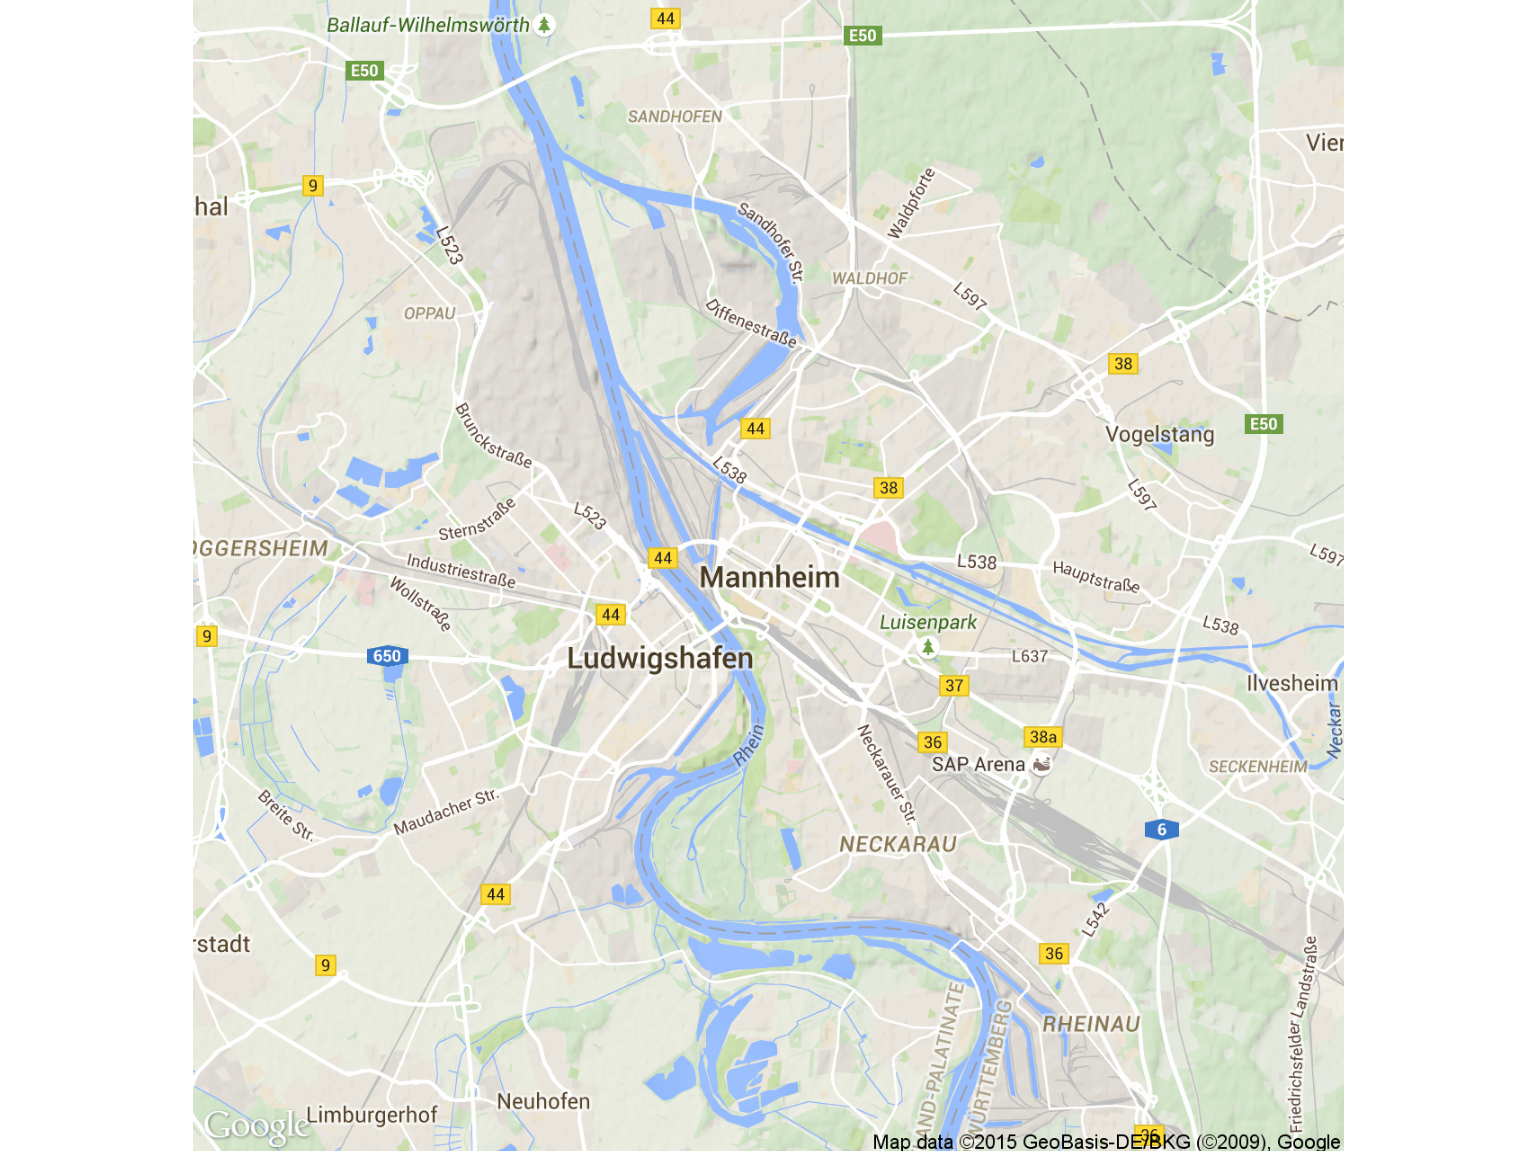 Ballauf-Wilhelmswörth
44
E50
E50
SANDHOFEN
Vier
9
hal
Waldpforte
Sandhofer Str.
L523
WALDHOF
L597
OPPAU
Diffenestraße
38
Brunckstraße
44
Vogelstang
E50
L538
38
L597
Sternstraße
L523
OGGERSHEIM
44
L538
L597
Industriestraße
Mannheim
Hauptstraße
Wollstraße
44
Luisenpark
L538
9
650
Ludwigshafen
L637
37
Ilvesheim
Neckar
Rhein
36
38a
SAP Arena
SECKENHEIM
Neckarauer Str.
Breite Str.
Maudacher Str.
6
NECKARAU
44
L542
rstadt
9
36
Friedrichsfelder Landstraße
LAND-PALATINATE
WÜRTTEMBERG
RHEINAU
Neuhofen
Limburgerhof
Google
36
Map data ©2015 GeoBasis-DE/BKG (©2009), Google